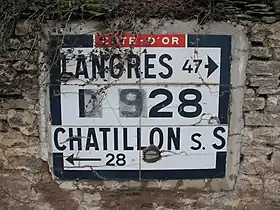 CÔTE-D'OR
LANGRES 47
D 928
CHATILLON S. S
28